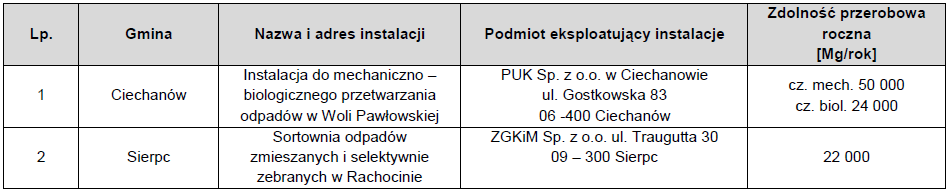 Lp.
Gmina
Nazwa i adres instalacji
Podmiot eksploatujący instalacje
Zdolność przerobowa
roczna
[Mg/rok]
1
Ciechanów
Instalacja do mechaniczno –
biologicznego przetwarzania
odpadów w Woli Pawłowskiej
PUK Sp. z o.o. w Ciechanowie
ul. Gostkowska 83
06 -400 Ciechanów
cz. mech. 50 000
cz. biol. 24 000
2
Sierpc
Sortownia odpadów
zmieszanych i selektywnie
zebranych w Rachocinie
ZGKiM Sp. z o.o. ul. Traugutta 30
09 – 300 Sierpc
22 000